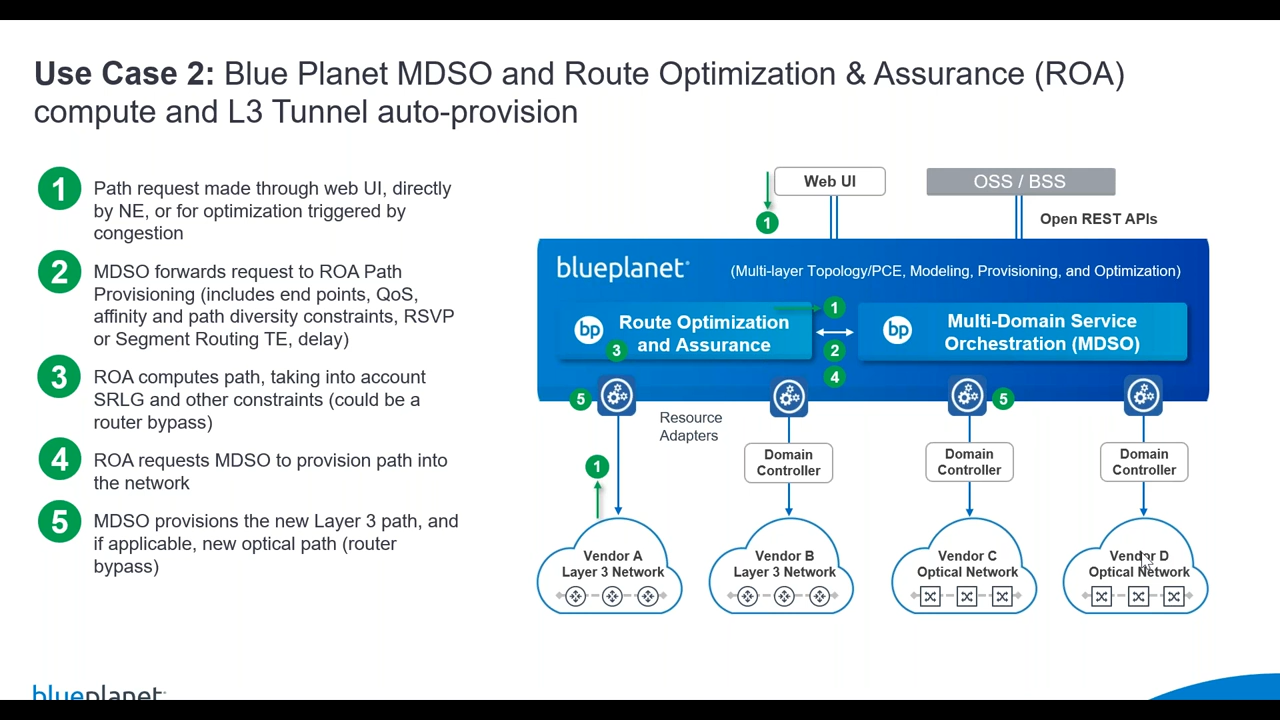 Use Case 2: Blue Planet MDSO and Route Optimization & Assurance (ROA)
compute and L3 Tunnel auto-provision
1
Path request made through web UI, directly
by NE, or for optimization triggered by
congestion
2
MDSO forwards request to ROA Path
Provisioning (includes end points, QoS,
affinity and path diversity constraints, RSVP
or Segment Routing TE, delay)
3
ROA computes path, taking into account
SRLG and other constraints (could be a
router bypass)
4
ROA requests MDSO to provision path into
the network
5
MDSO provisions the new Layer 3 path, and
if applicable, new optical path (router
bypass)
Web UI
OSS / BSS
1
Open REST APIs
blueplanet
(Multi-layer Topology/PCE, Modeling, Provisioning, and Optimization)
bp
Route Optimization
and Assurance
3
1
2
4
bp
Multi-Domain Service
Orchestration (MDSO)
5
5
Resource
Adapters
1
Domain
Controller
Domain
Controller
Domain
Controller
Vendor A
Layer 3 Network
Vendor B
Layer 3 Network
Vendor C
Optical Network
Vendor D
Optical Network
blueplanet